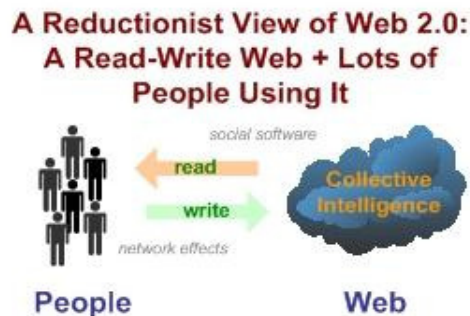 A Reductionist View of Web 2.0:
A Read-Write Web + Lots of
People Using It
social software
read
Collective
Intelligence
write
network effects
People
Web